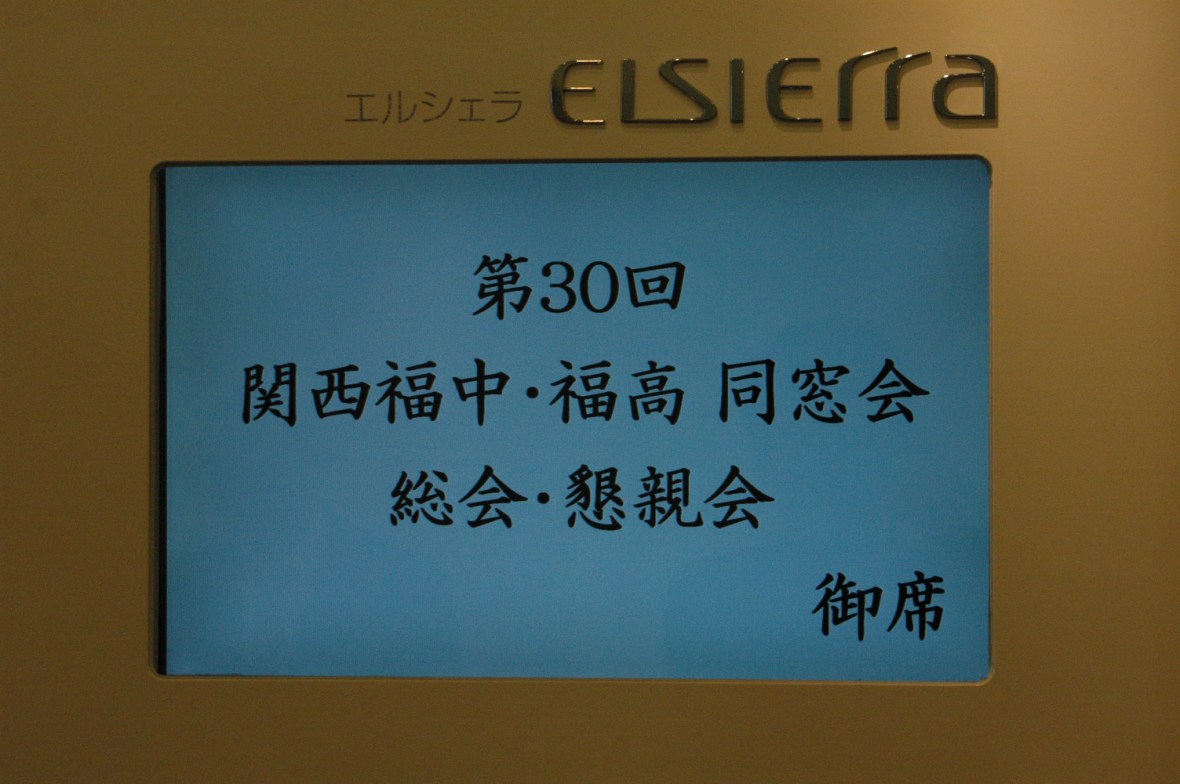 エルシェラ ELSIErra
第30回
関西福中・福高 同窓会
総会・懇親会
御席